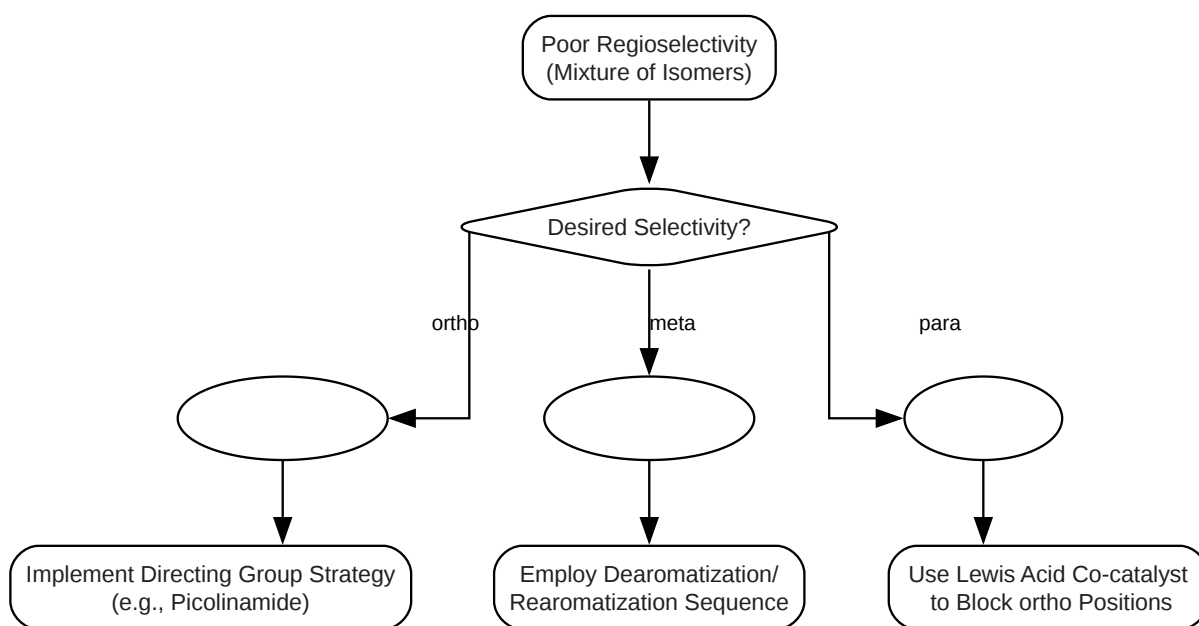 Poor Regioselectivity
(Mixture of Isomers)
Desired Selectivity?
ortho
meta
para
Implement Directing Group Strategy
(e.g., Picolinamide)
Employ Dearomatization/
Rearomatization Sequence
Use Lewis Acid Co-catalyst
to Block ortho Positions